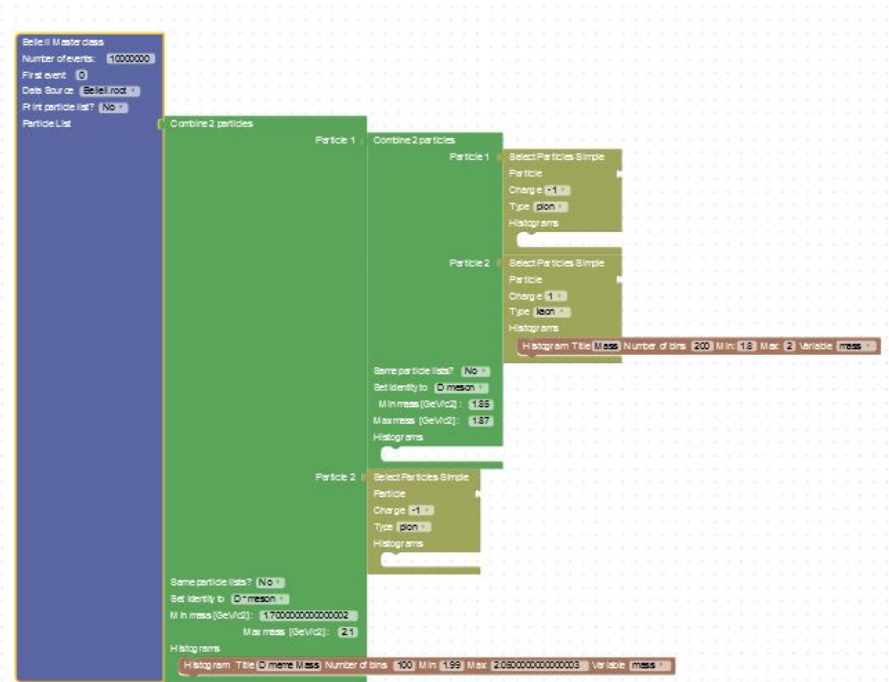 Belle II Masterclass
Number of events: 10000000
First event 0
Data Source BelleII.root
Print particle list? No
Particle List
Combine 2 particles
Particle 1
Combine 2 particles
Particle 1
Select Particles Simple
Particle
Charge -1
Type pion
Histograms
Particle 2
Select Particles Simple
Particle
Charge 1
Type kaon
Histograms
Histogram Title Mass Number of bins 200 Min: 1.8 Max: 2 Variable mass
Same particle lists? No
Set identity to D meson
Min mass [GeV/c2] : 1.85
Max mass [GeV/c2] : 1.87
Histograms
Particle 2
Select Particles Simple
Particle
Charge -1
Type pion
Histograms
Same particle lists? No
Set identity to D* meson
Min mass [GeV/c2] : 1.7000000000000002
Max mass [GeV/c2] : 2.1
Histograms
Histogram Title D meme Mass Number of bins 100 Min: 1.99 Max: 2.0500000000000003 Variable mass